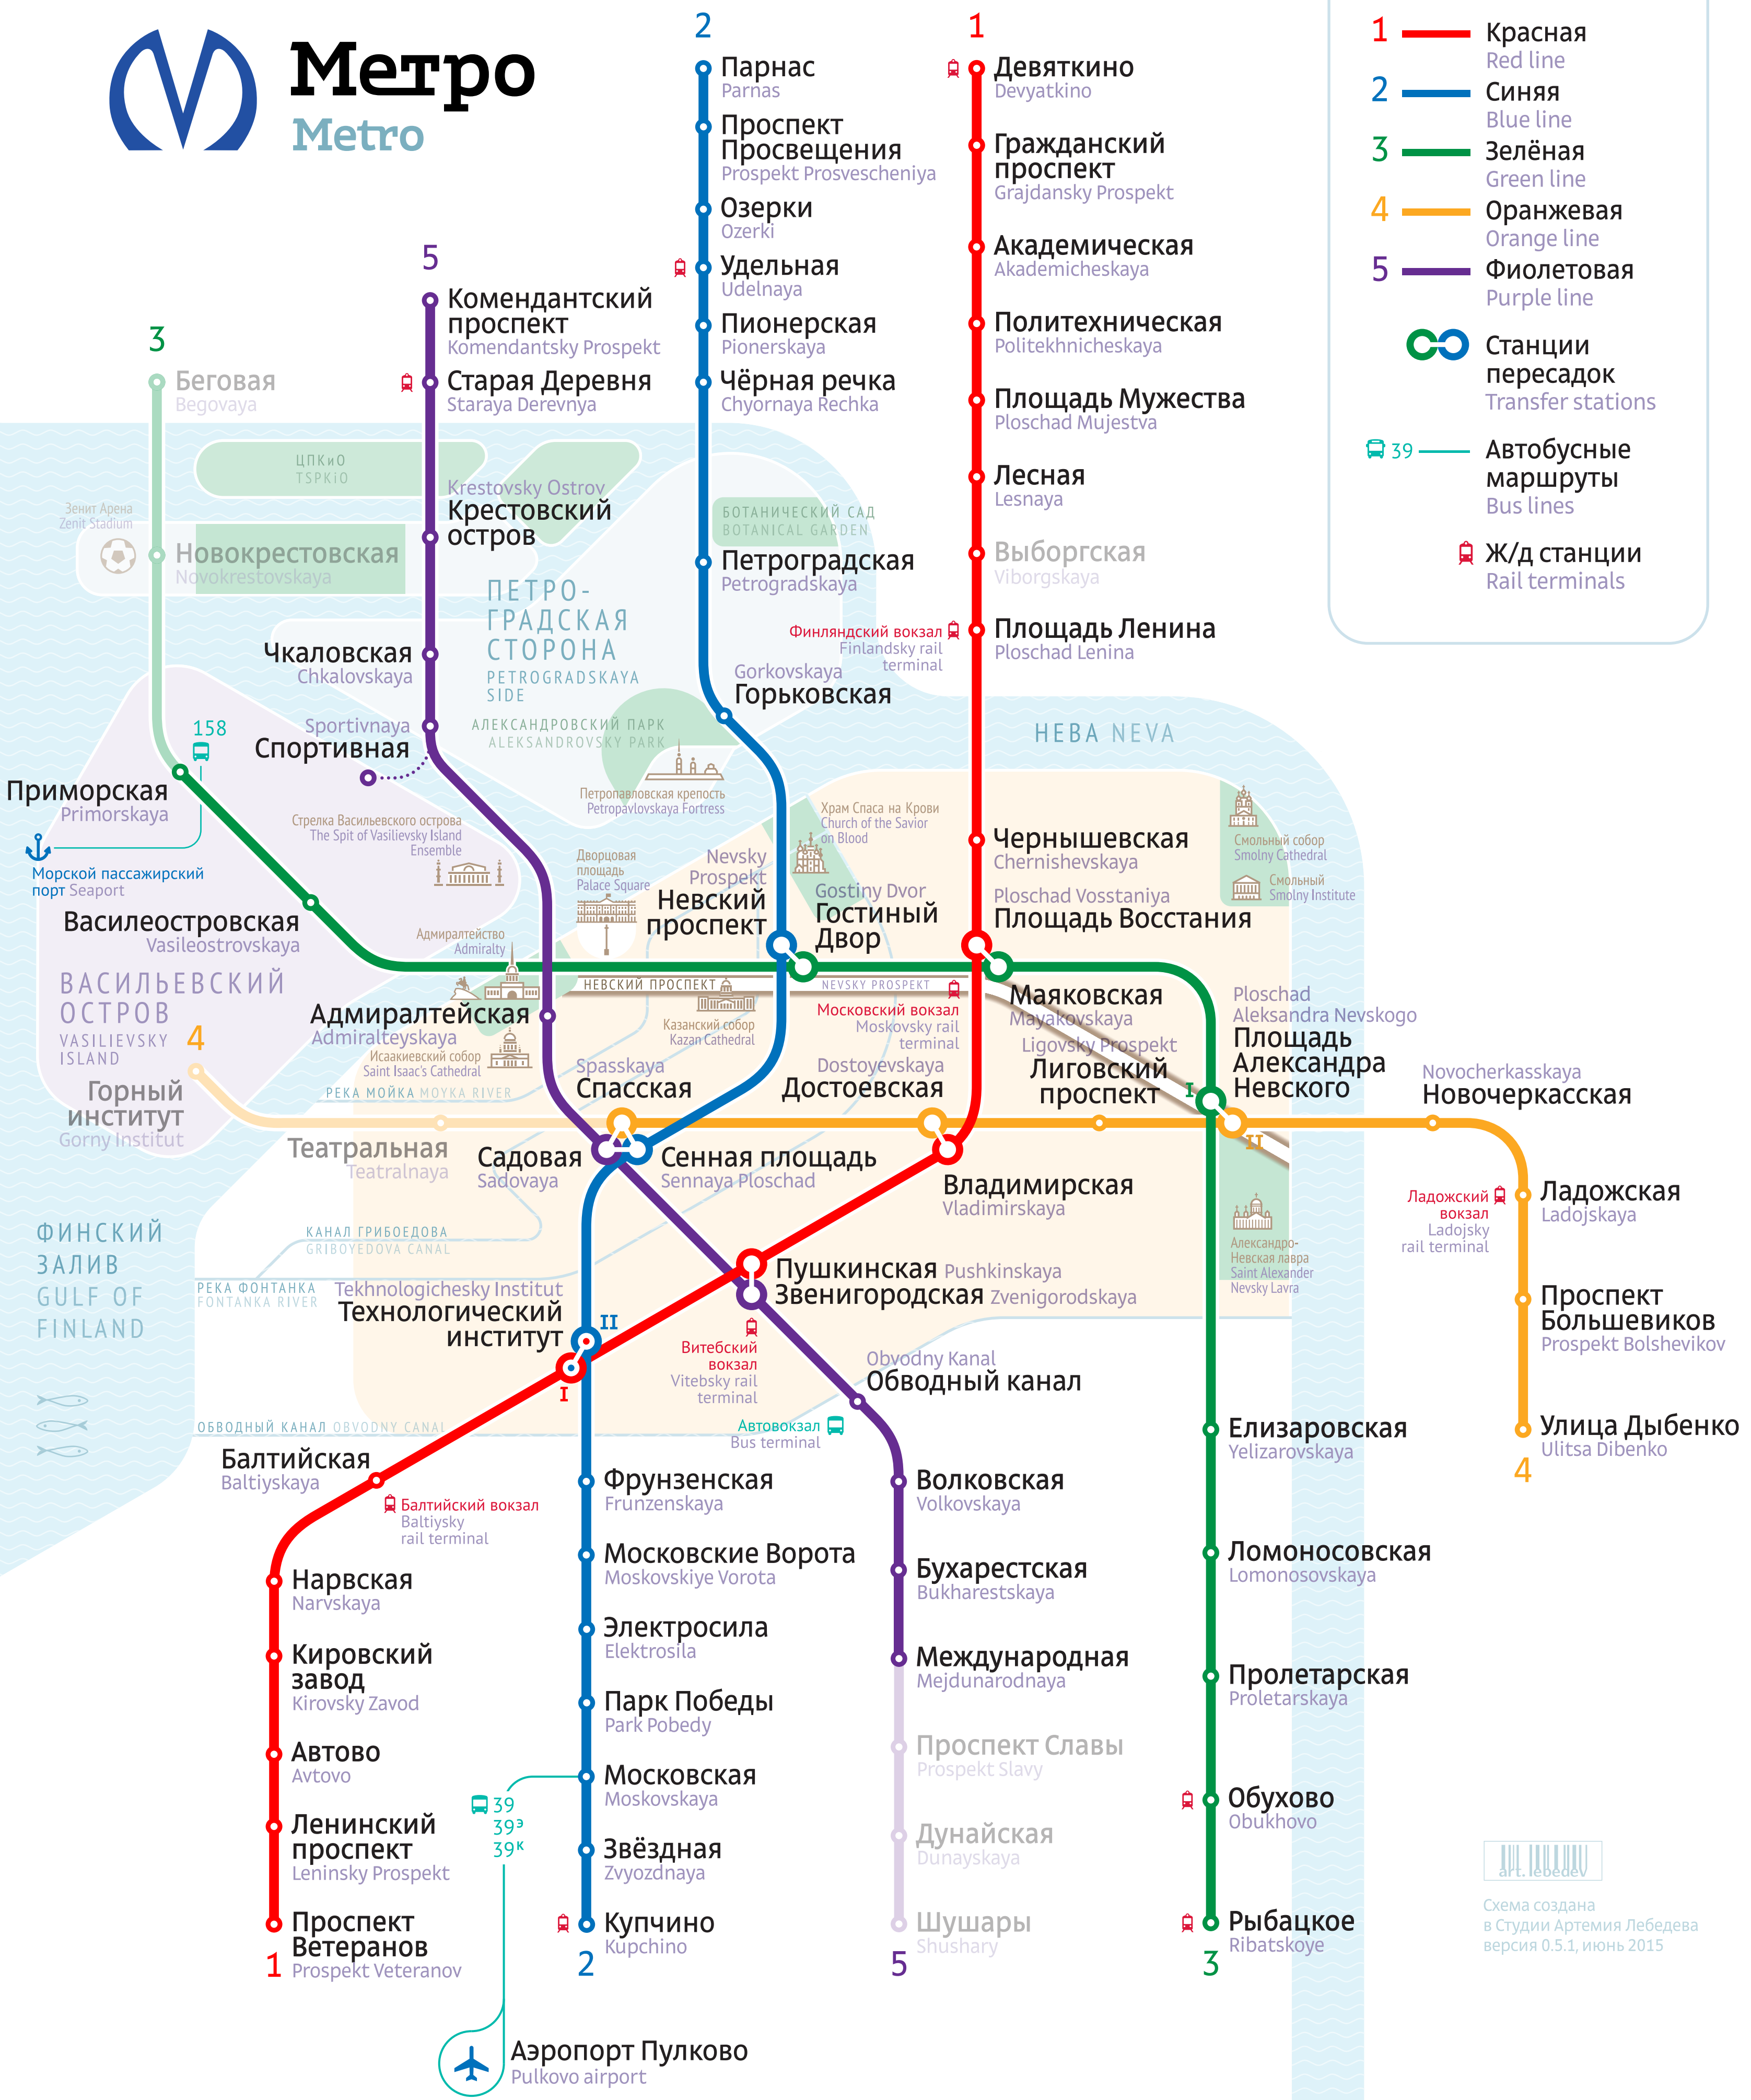 Метро
Metro
1 Красная
Red line
2 Синяя
Blue line
3 Зелёная
Green line
4 Оранжевая
Orange line
5 Фиолетовая
Purple line
Станции
пересадок
Transfer stations
39
Автобусные
маршруты
Bus lines
Ж/д станции
Rail terminals
2
Парнас
Parnas
Проспект
Просвещения
Prospekt Prosvescheniya
Озерки
Ozerki
Удельная
Udelnaya
Пионерская
Pionerskaya
Чёрная речка
Chyornaya Rechka
БОТАНИЧЕСКИЙ САД
BOTANICAL GARDEN
Петроградская
Petrogradskaya
Gorkovskaya
Горьковская
1
Девяткино
Devyatkino
Гражданский
проспект
Grajdansky Prospekt
Академическая
Akademicheskaya
Политехническая
Politekhnicheskaya
Площадь Мужества
Ploschad Mujestva
Лесная
Lesnaya
Выборгская
Viborgskaya
Площадь Ленина
Ploschad Lenina
Финляндский вокзал
Finlandsky rail
terminal
НЕВА NEVA
5
Комендантский
проспект
Komendantsky Prospekt
Старая Деревня
Staraya Derevnya
Krestovsky Ostrov
Крестовский
остров
Чкаловская
Chkalovskaya
Sportivnaya
Спортивная
3
Беговая
Begovaya
ЦПКиО
TSPKiO
Зенит Арена
Zenit Stadium
Новокрестовская
Novokrestovskaya
ПЕТРО-
ГРАДСКАЯ
СТОРОНА
PETROGRADSKAYA
SIDE
АЛЕКСАНДРОВСКИЙ ПАРК
ALEKSANDROVSKY PARK
Петропавловская крепость
Petropavlovskaya Fortress
158
Приморская
Primorskaya
Морской пассажирский
порт Seaport
Стрелка Васильевского острова
The Spit of Vasilievsky Island
Ensemble
Василеостровская
Vasileostrovskaya
ВАСИЛЬЕВСКИЙ
ОСТРОВ
VASILIEVSKY
ISLAND
Дворцовая
площадь
Palace Square
Адмиралтейство
Admiralty
Nevsky
Prospekt
Невский
проспект
Храм Спаса на Крови
Church of the Savior
on Blood
Gostiny Dvor
Гостиный
Двор
Чернышевская
Chernishevskaya
Ploschad Vosstaniya
Площадь Восстания
Смольный собор
Smolny Cathedral
Смольный
Smolny Institute
НЕВСКИЙ ПРОСПЕКТ
NEVSKY PROSPEKT
Адмиралтейская
Admiralteyskaya
Исаакиевский собор
Saint Isaac's Cathedral
Казанский собор
Kazan Cathedral
Московский вокзал
Moskovsky rail
terminal
Маяковская
Mayakovskaya
Ploschad
Aleksandra Nevskogo
Площадь
Александра
Невского
I
II
4
Горный
институт
Gorny Institut
РЕКА МОЙКА MOYKA RIVER
Театральная
Teatralnaya
Spasskaya
Спасская
Dostoyevskaya
Достоевская
Ligovsky Prospekt
Лиговский
проспект
Novocherkasskaya
Новочеркасская
Садовая
Sadovaya
Сенная площадь
Sennaya Ploschad
Владимирская
Vladimirskaya
Ладожский
вокзал
Ladojsky
rail terminal
Ладожская
Ladojskaya
Проспект
Большевиков
Prospekt Bolshevikov
Улица Дыбенко
Ulitsa Dibenko
4
ФИНСКИЙ
ЗАЛИВ
GULF OF
FINLAND
КАНАЛ ГРИБОЕДОВА
GRIBOYEDOVA CANAL
РЕКА ФОНТАНКА
FONTANKA RIVER
Александро-
Невская лавра
Saint Alexander
Nevsky Lavra
Tekhnologichesky Institut
Технологический
институт
II
I
Пушкинская Pushkinskaya
Звенигородская Zvenigorodskaya
Витебский
вокзал
Vitebsky rail
terminal
Obvodny Kanal
Обводный канал
Автовокзал
Bus terminal
ОБВОДНЫЙ КАНАЛ OBVODNY CANAL
Балтийская
Baltiyskaya
Балтийский вокзал
Baltiysky
rail terminal
Нарвская
Narvskaya
Кировский
завод
Kirovsky Zavod
Автово
Avtovo
Ленинский
проспект
Leninsky Prospekt
Проспект
Ветеранов
Prospekt Veteranov
1
Фрунзенская
Frunzenskaya
Московские Ворота
Moskovskiye Vorota
Электросила
Elektrosila
Парк Победы
Park Pobedy
Московская
Moskovskaya
39
39Э
39К
Звёздная
Zvyozdnaya
Купчино
Kupchino
2
Аэропорт Пулково
Pulkovo airport
Волковская
Volkovskaya
Бухарестская
Bukharestskaya
Международная
Mejdunarodnaya
Проспект Славы
Prospekt Slavy
Дунайская
Dunayskaya
Шушары
Shushary
5
Елизаровская
Yelizarovskaya
Ломоносовская
Lomonosovskaya
Пролетарская
Proletarskaya
Обухово
Obukhovo
Рыбацкое
Ribatskoye
3
art.lebedev
Схема создана
в Студии Артемия Лебедева
версия 0.5.1, июнь 2015